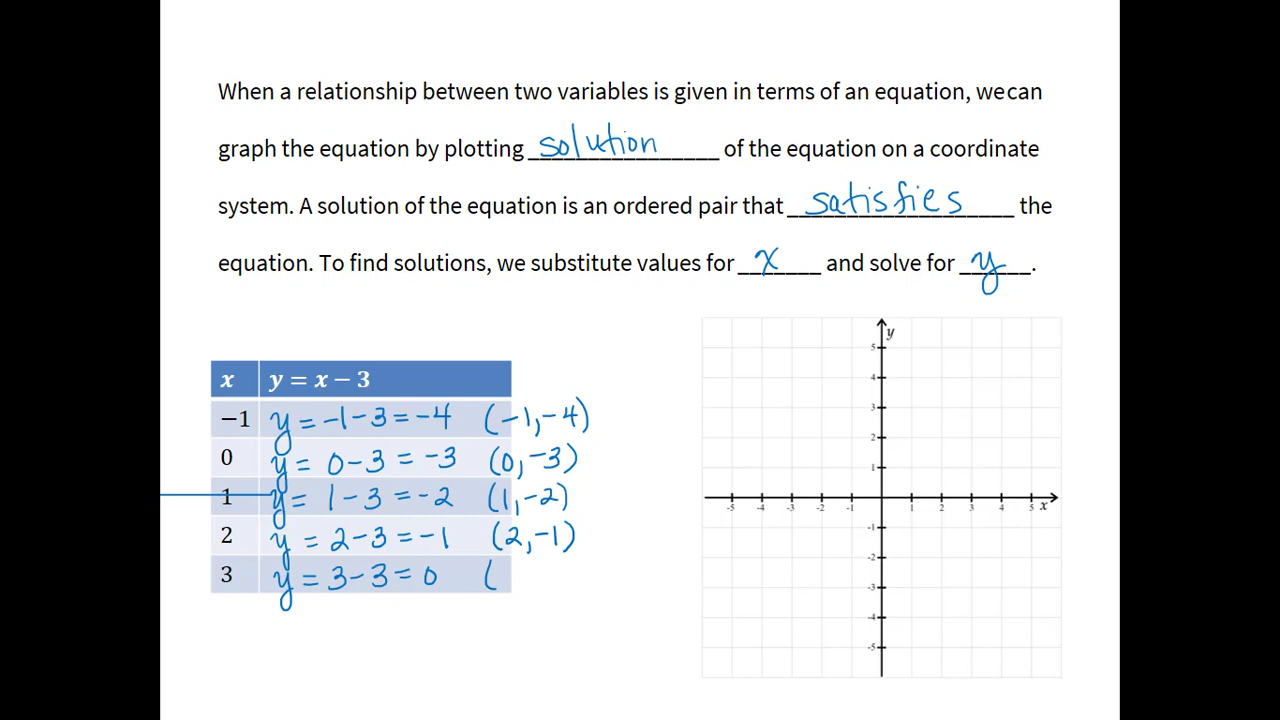 When a relationship between two variables is given in terms of an equation, we can
graph the equation by plotting solution of the equation on a coordinate
system. A solution of the equation is an ordered pair that satisfies the
equation. To find solutions, we substitute values for x and solve for y.
x y = x − 3
−1 y = -1 - 3 = -4 (-1, -4)
0 y = 0 - 3 = -3 (0, -3)
1 y = 1 - 3 = -2 (1, -2)
2 y = 2 - 3 = -1 (2, -1)
3 y = 3 - 3 = 0 (
y
5
4
3
2
1
-5 -4 -3 -2 -1 1 2 3 4 5 x
-1
-2
-3
-4
-5